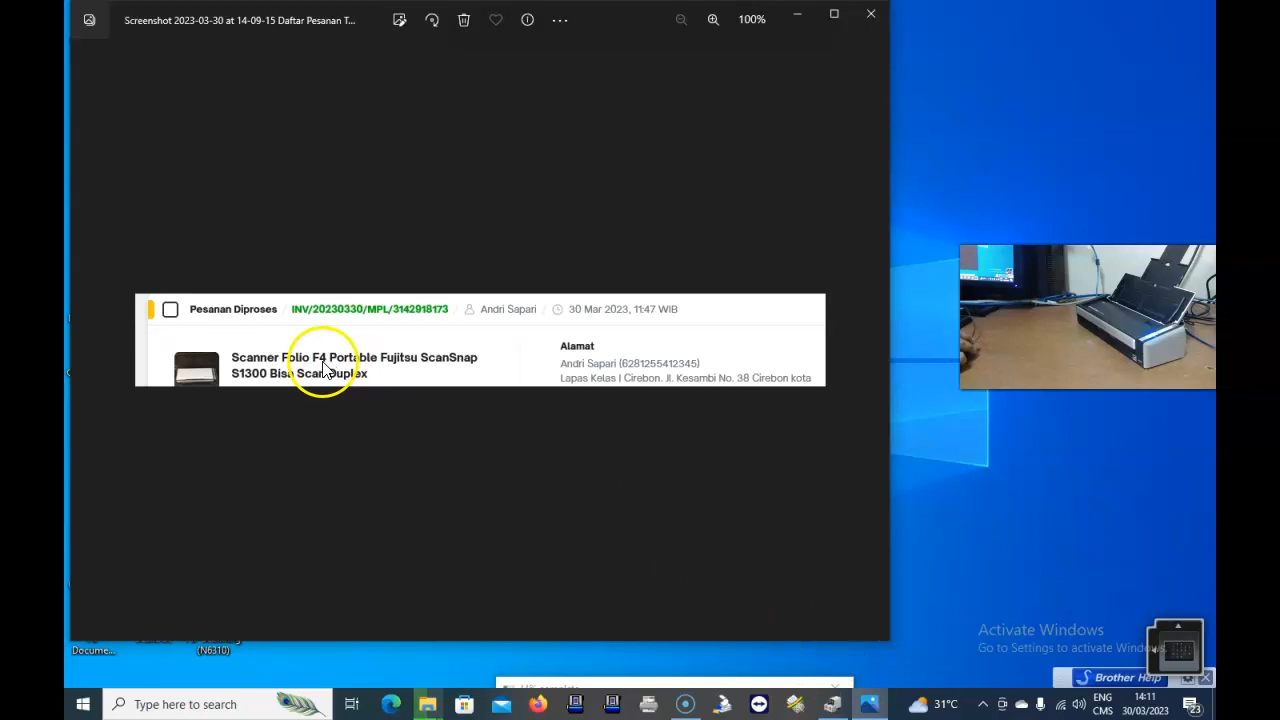 Screenshot 2023-03-30 at 14-09-15 Daftar Pesanan T...
100%
Pesanan Diproses / INV/20230330/MPL/3142918173 / Andri Sapari / 30 Mar 2023, 11:47 WIB
Scanner Folio F4 Portable Fujitsu ScanSnap
S1300 Bisa Scan Duplex
Alamat
Andri Sapari (6281255412345)
Lapas Kelas I Cirebon. Jl. Kesambi No. 38 Cirebon kota
Activate Windows
Go to Settings to activate Windows.
Docume...
(N6310)
Brother Help
Type here to search
31°C
ENG
CMS
14:11
30/03/2023
23